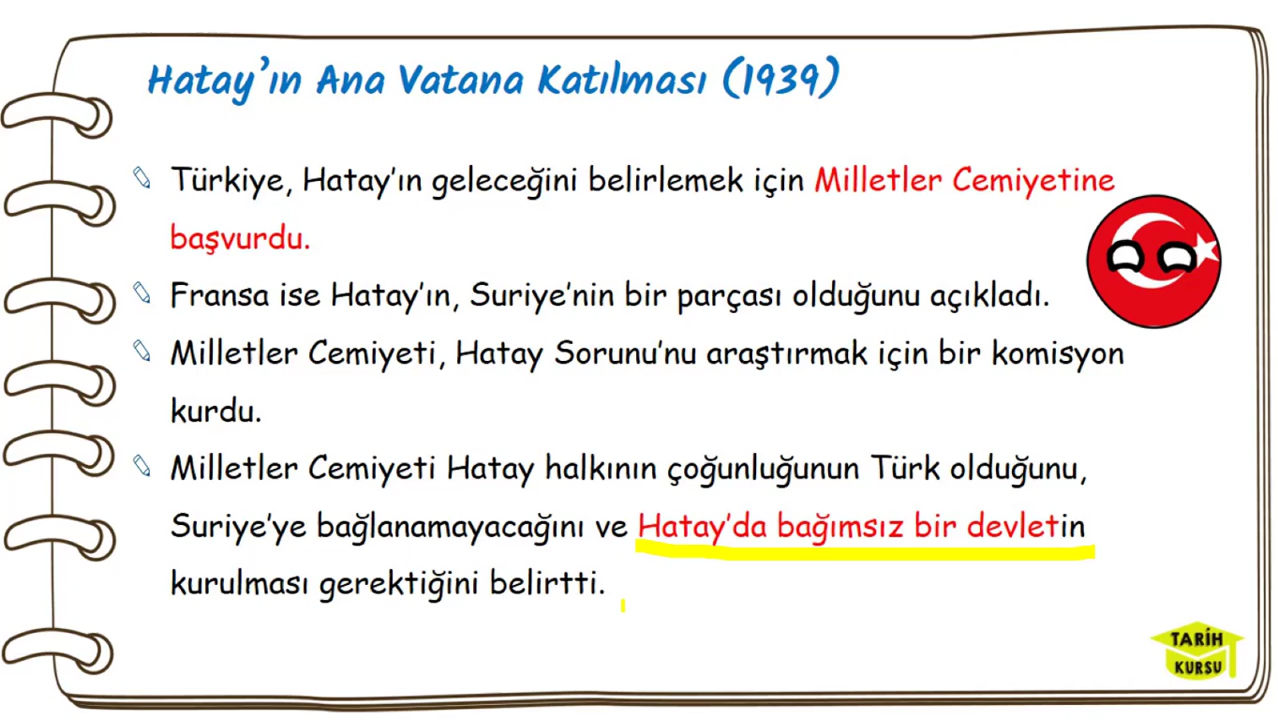 Hatay’ın Ana Vatana Katılması (1939)
Türkiye, Hatay’ın geleceğini belirlemek için Milletler Cemiyetine
başvurdu.
Fransa ise Hatay’ın, Suriye’nin bir parçası olduğunu açıkladı.
Milletler Cemiyeti, Hatay Sorunu’nu araştırmak için bir komisyon
kurdu.
Milletler Cemiyeti Hatay halkının çoğunluğunun Türk olduğunu,
Suriye’ye bağlanamayacağını ve Hatay’da bağımsız bir devletin
kurulması gerektiğini belirtti.
TARİH
KURSU